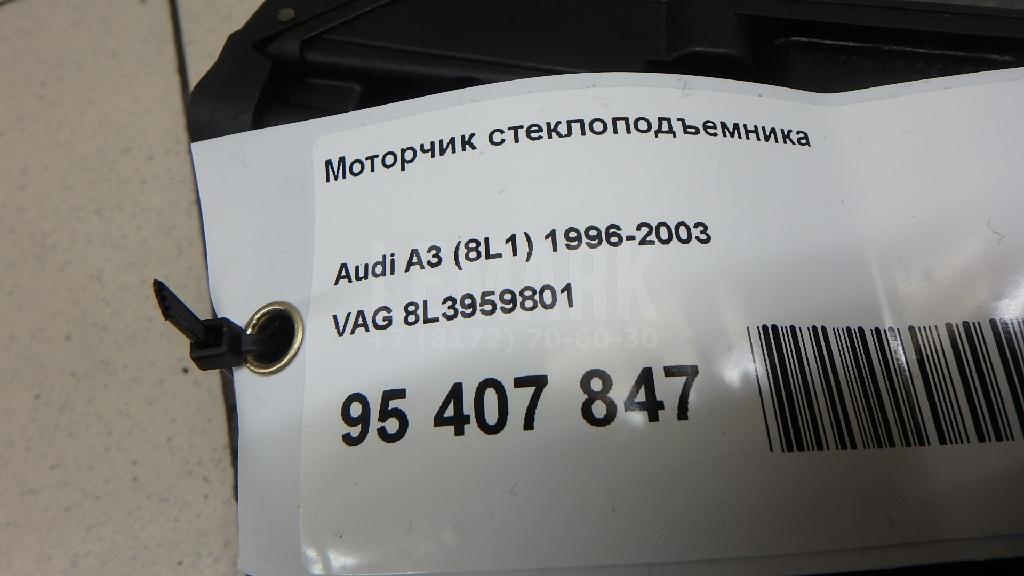 Моторчик стеклоподъемника
Audi A3 (8L1) 1996-2003
VAG 8L3959801
+7 (8172) 70-60-30
95 407 847